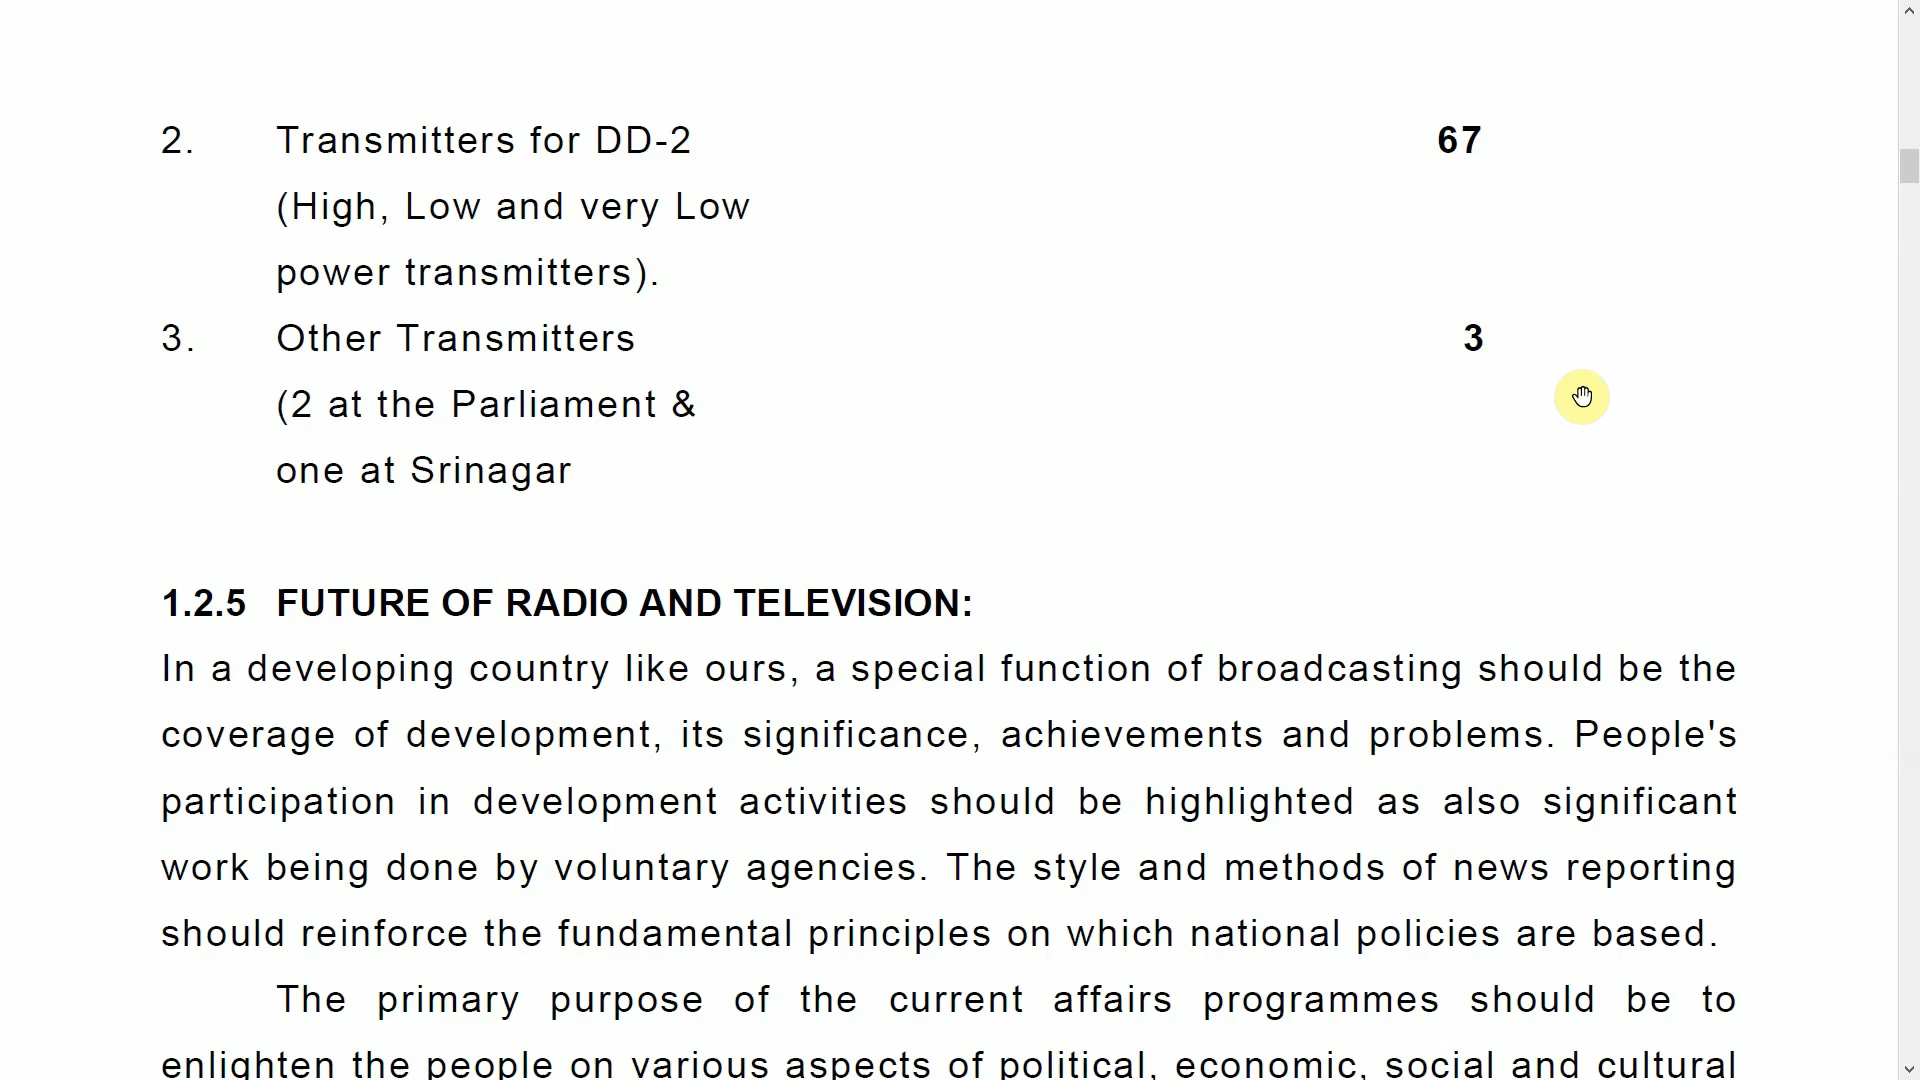 2. Transmitters for DD-2 67
(High, Low and very Low
power transmitters).
3. Other Transmitters 3
(2 at the Parliament &
one at Srinagar
1.2.5 FUTURE OF RADIO AND TELEVISION:
In a developing country like ours, a special function of broadcasting should be the
coverage of development, its significance, achievements and problems. People's
participation in development activities should be highlighted as also significant
work being done by voluntary agencies. The style and methods of news reporting
should reinforce the fundamental principles on which national policies are based.
The primary purpose of the current affairs programmes should be to
enlighten the people on various aspects of political, economic, social and cultural